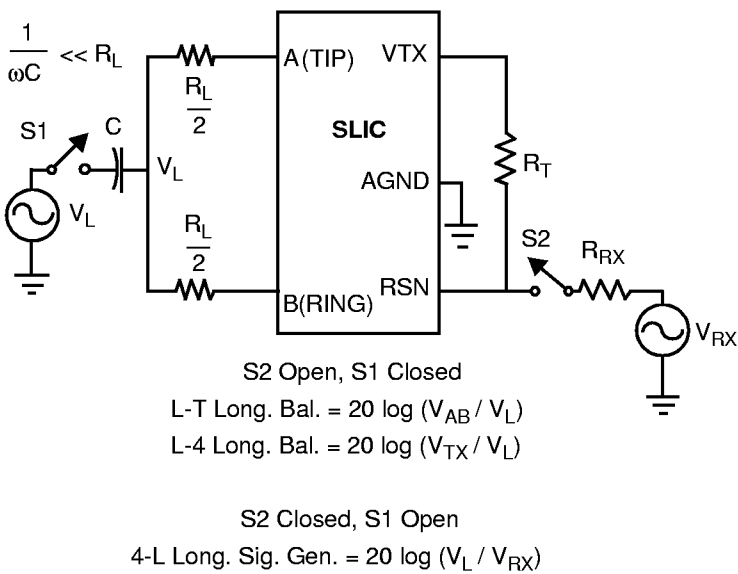 1
ωC
<< R_L
S1
C
V_L
V_L
R_L
2
R_L
2
A(TIP)
VTX
SLIC
AGND
RSN
B(RING)
R_T
S2
R_RX
V_RX
S2 Open, S1 Closed
L-T Long. Bal. = 20 log (V_AB / V_L)
L-4 Long. Bal. = 20 log (V_TX / V_L)
S2 Closed, S1 Open
4-L Long. Sig. Gen. = 20 log (V_L / V_RX)